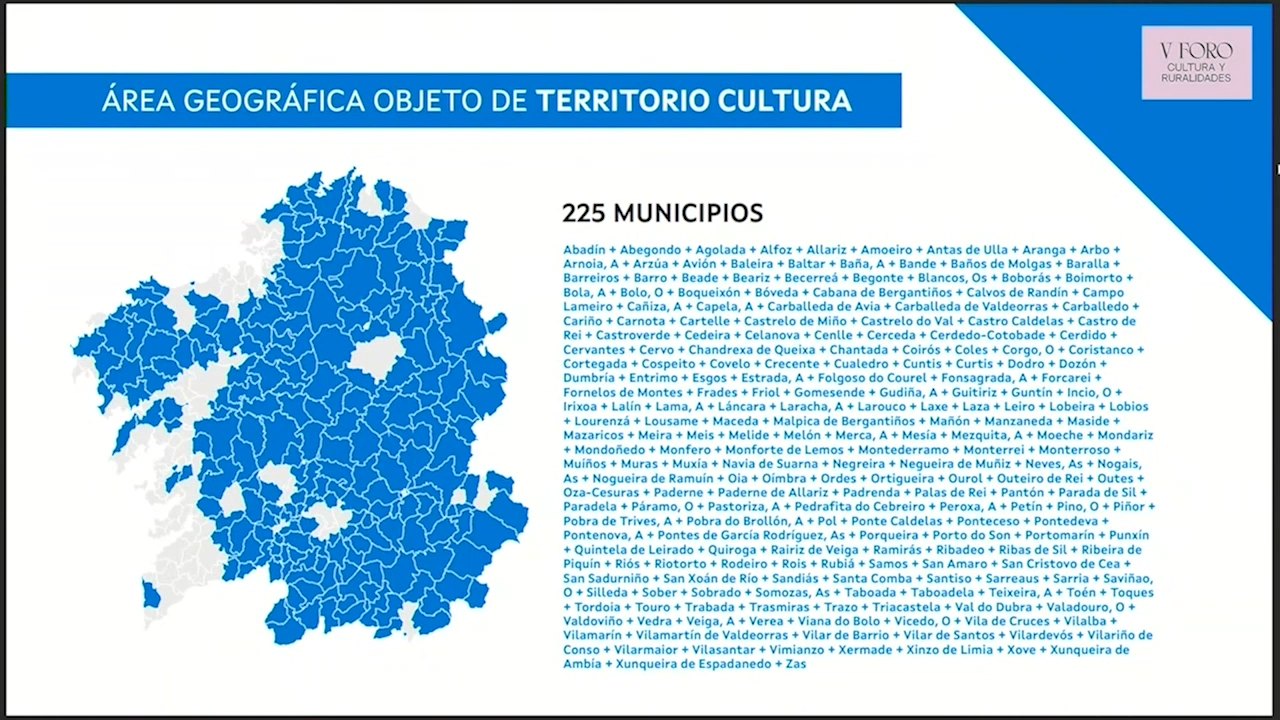 V FORO
CULTURA Y
RURALIDADES
ÁREA GEOGRÁFICA OBJETO DE TERRITORIO CULTURA
225 MUNICIPIOS
Abadín + Abegondo + Agolada + Alfoz + Allariz + Amoeiro + Antas de Ulla + Aranga + Arbo +
Arnoia, A + Arzúa + Avión + Baleira + Baltar + Baña, A + Bande + Baños de Molgas + Baralla +
Barreiros + Barro + Beade + Beariz + Becerreá + Begonte + Blancos, Os + Boborás + Boimorto +
Bola, A + Bolo, O + Boqueixón + Bóveda + Cabana de Bergantiños + Calvos de Randín + Campo
Lameiro + Cañiza, A + Capela, A + Carballeda de Avia + Carballeda de Valdeorras + Carballedo +
Cariño + Carnota + Cartelle + Castrelo de Miño + Castrelo do Val + Castro Caldelas + Castro de
Rei + Castroverde + Cedeira + Celanova + Cenlle + Cerceda + Cerdedo-Cotobade + Cerdido +
Cervantes + Cervo + Chandrexa de Queixa + Chantada + Coirós + Coles + Corgo, O + Coristanco +
Cortegada + Cospeito + Covelo + Crecente + Cualedro + Cuntis + Curtis + Dodro + Dozón +
Dumbría + Entrimo + Esgos + Estrada, A + Folgoso do Courel + Fonsagrada, A + Forcarei +
Fornelos de Montes + Frades + Friol + Gomesende + Gudiña, A + Guitiriz + Guntín + Incio, O +
Irixoa + Lalín + Lama, A + Láncara + Laracha, A + Larouco + Laxe + Laza + Leiro + Lobeira + Lobios
+ Lourenzá + Lousame + Maceda + Malpica de Bergantiños + Mañón + Manzaneda + Maside +
Mazaricos + Meira + Meis + Melide + Melón + Merca, A + Mesía + Mezquita, A + Moeche + Mondariz
+ Mondoñedo + Monfero + Monforte de Lemos + Montederramo + Monterrei + Monterroso +
Muíños + Muras + Muxía + Navia de Suarna + Negreira + Negueira de Muñiz + Neves, As + Nogais,
As + Nogueira de Ramuín + Oia + Oímbra + Ordes + Ortigueira + Ourol + Outeiro de Rei + Outes +
Oza-Cesuras + Paderne + Paderne de Allariz + Padrenda + Palas de Rei + Pantón + Parada de Sil +
Paradela + Páramo, O + Pastoriza, A + Pedrafita do Cebreiro + Peroxa, A + Petín + Pino, O + Piñor +
Pobra de Trives, A + Pobra do Brollón, A + Pol + Ponte Caldelas + Ponteceso + Pontedeva +
Pontenova, A + Pontes de García Rodríguez, As + Porqueira + Porto do Son + Portomarín + Punxín
+ Quintela de Leirado + Quiroga + Rairiz de Veiga + Ramirás + Ribadeo + Ribas de Sil + Ribeira de
Piquín + Riós + Riotorto + Rodeiro + Rois + Rubiá + Samos + San Amaro + San Cristovo de Cea +
San Sadurniño + San Xoán de Río + Sandiás + Santa Comba + Santiso + Sarreaus + Sarria + Saviñao,
O + Silleda + Sober + Sobrado + Somozas, As + Taboada + Taboadela + Teixeira, A + Toén + Toques
+ Tordoia + Touro + Trabada + Trasmiras + Trazo + Triacastela + Val do Dubra + Valadouro, O +
Valdoviño + Vedra + Veiga, A + Verea + Viana do Bolo + Vicedo, O + Vila de Cruces + Vilalba +
Vilamarín + Vilamartín de Valdeorras + Vilar de Barrio + Vilar de Santos + Vilardevós + Vilariño de
Conso + Vilarmaior + Vilasantar + Vimianzo + Xermade + Xinzo de Limia + Xove + Xunqueira de
Ambía + Xunqueira de Espadanedo + Zas